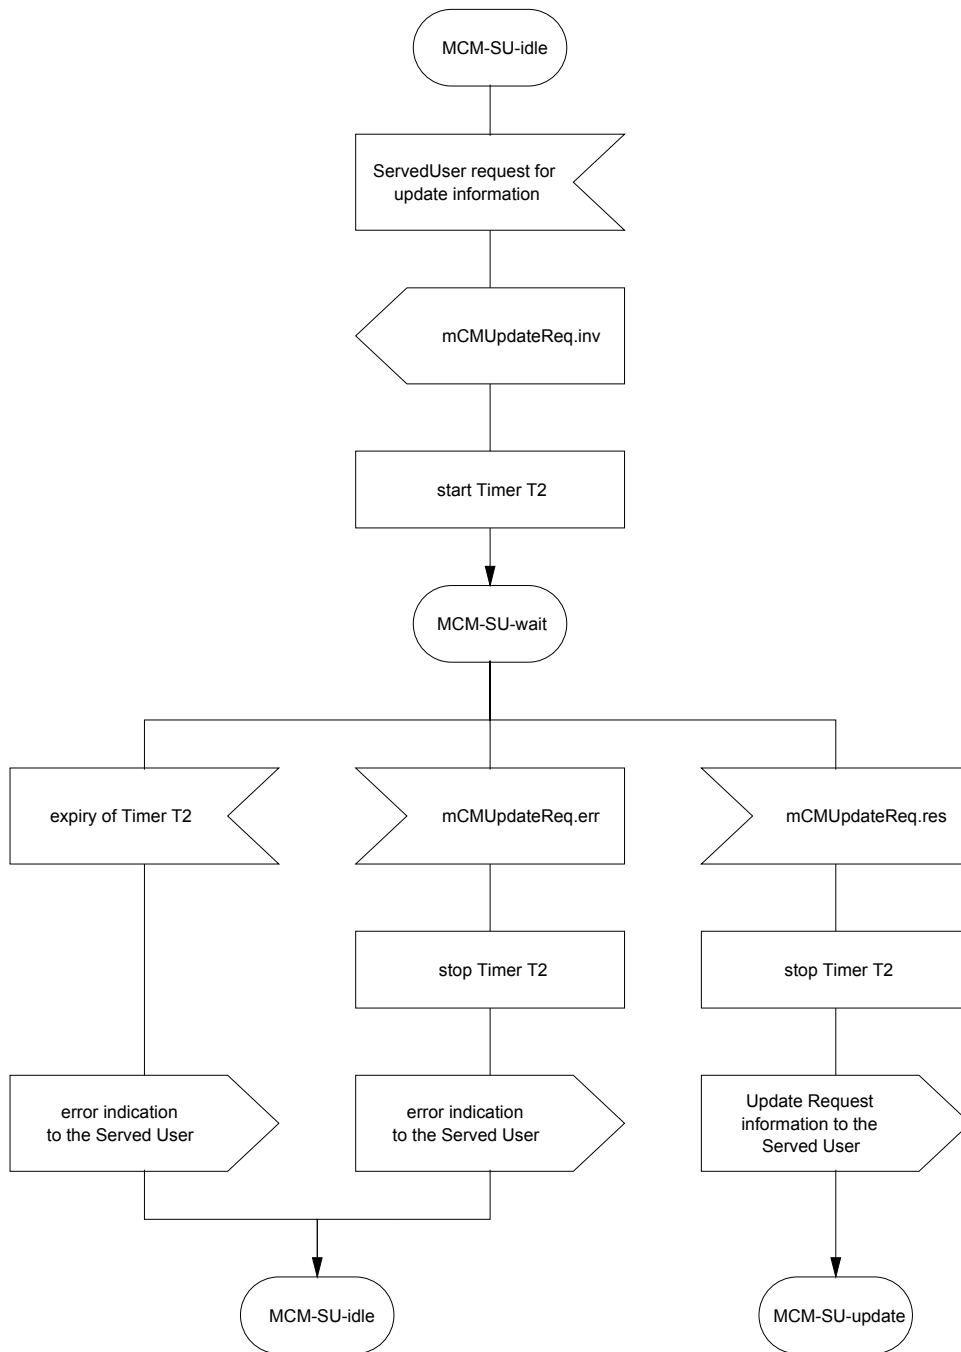 MCM-SU-idle
ServedUser request for
update information
mCMUpdateReq.inv
start Timer T2
MCM-SU-wait
expiry of Timer T2
mCMUpdateReq.err
mCMUpdateReq.res
stop Timer T2
stop Timer T2
error indication
to the Served User
error indication
to the Served User
Update Request
information to the
Served User
MCM-SU-idle
MCM-SU-update